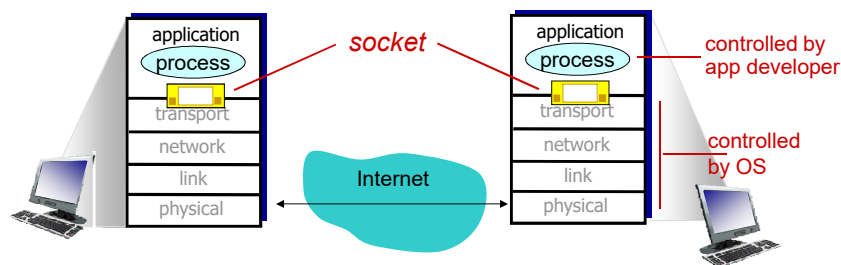 application
process
transport
network
link
physical
socket
Internet
application
process
transport
network
link
physical
controlled by
app developer
controlled
by OS